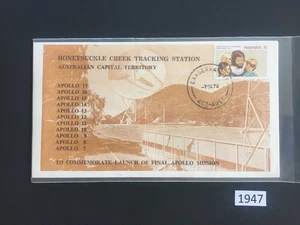 HONEYSUCKLE CREEK TRACKING STATION
AUSTRALIAN CAPITAL TERRITORY
APOLLO 17
APOLLO 16
APOLLO 15
APOLLO 14
APOLLO 13
APOLLO 12
APOLLO 11
APOLLO 10
APOLLO 9
APOLLO 8
APOLLO 7
TO COMMEMORATE LAUNCH OF FINAL APOLLO MISSION
Australia
1947